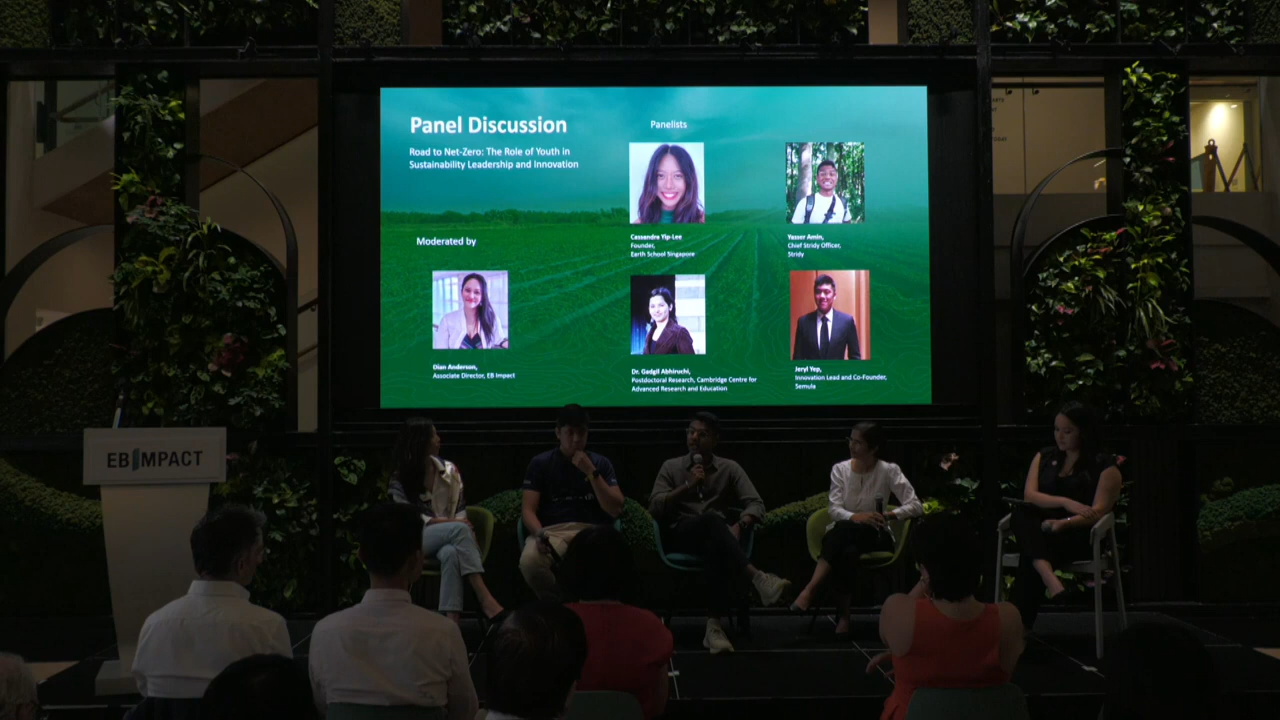 Panel Discussion
Road to Net-Zero: The Role of Youth in
Sustainability Leadership and Innovation
Panelists
Cassandra Yip-Lee
Founder,
Earth School Singapore
Yasser Amin,
Chief Stridy Officer,
Stridy
Moderated by
Dian Anderson,
Associate Director, EB Impact
Dr. Gadgil Abhiruchi,
Postdoctoral Research, Cambridge Centre for
Advanced Research and Education
Jeryl Yep,
Innovation Lead and Co-Founder,
Semula
EB IMPACT